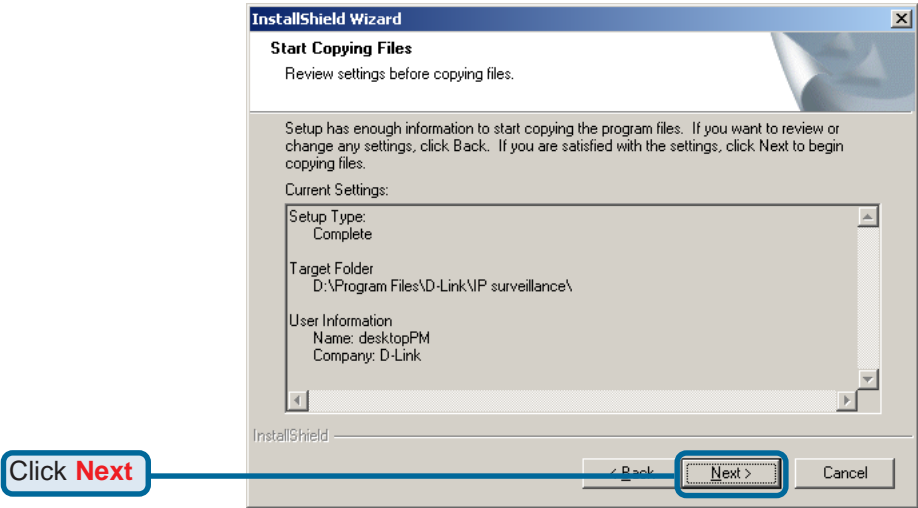 InstallShield Wizard
Start Copying Files
Review settings before copying files.
Setup has enough information to start copying the program files. If you want to review or
change any settings, click Back. If you are satisfied with the settings, click Next to begin
copying files.
Current Settings:
Setup Type:
Complete
Target Folder
D:\Program Files\D-Link\IP surveillance\
User Information
Name: desktopPM
Company: D-Link
InstallShield
Click Next
< Back
Next >
Cancel